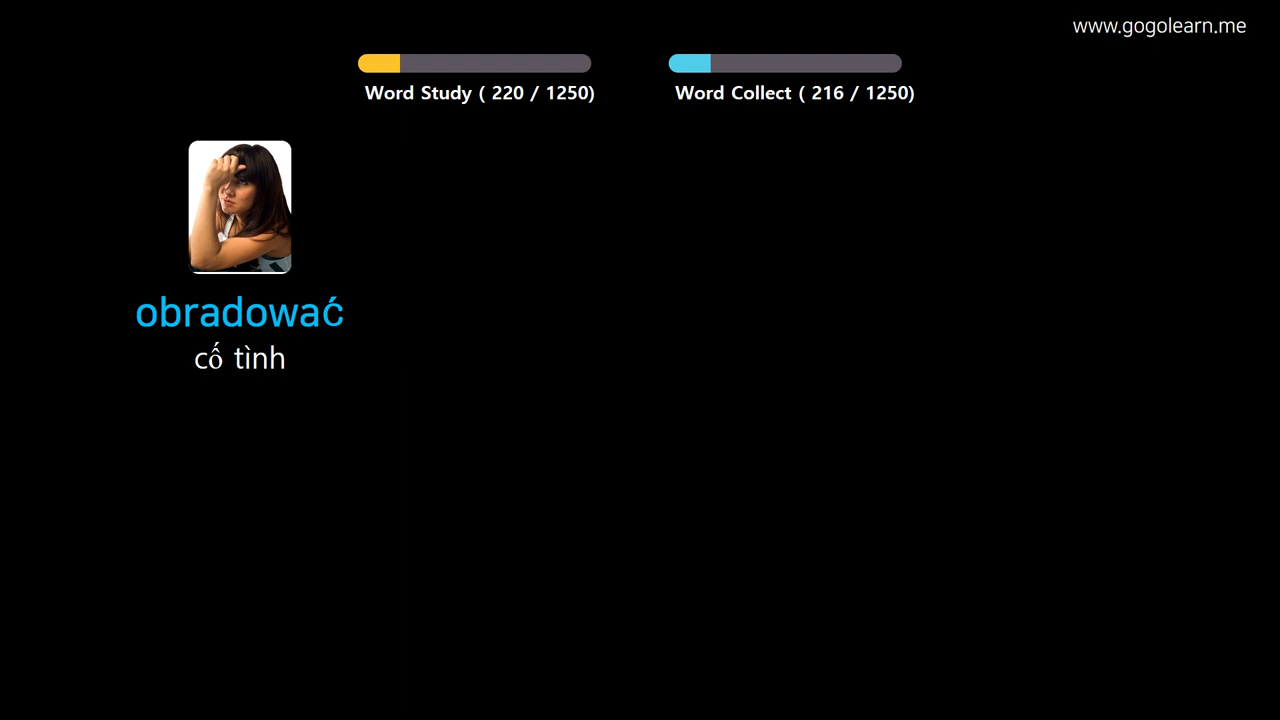 www.gogolearn.me
Word Study ( 220 / 1250)
Word Collect ( 216 / 1250)
obradować
cố tình